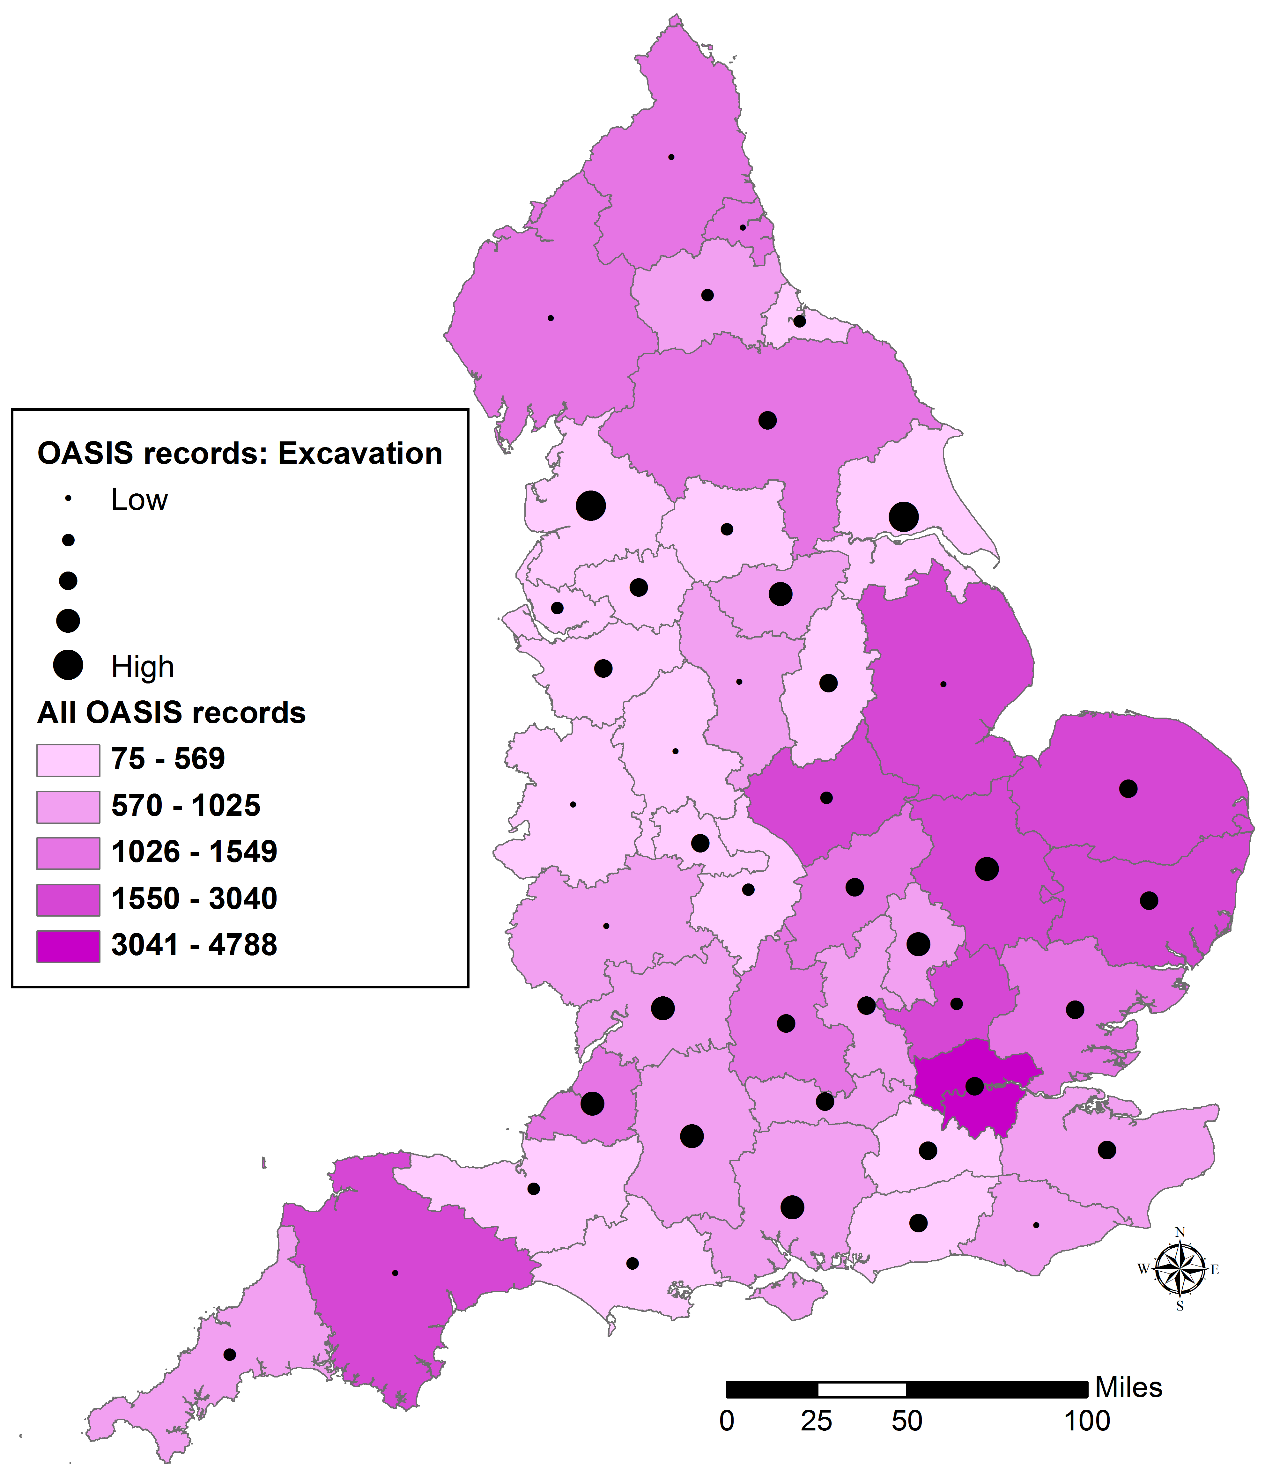 OASIS records: Excavation
Low
High
All OASIS records
75 - 569
570 - 1025
1026 - 1549
1550 - 3040
3041 - 4788
N
W E
S
Miles
0 25 50 100